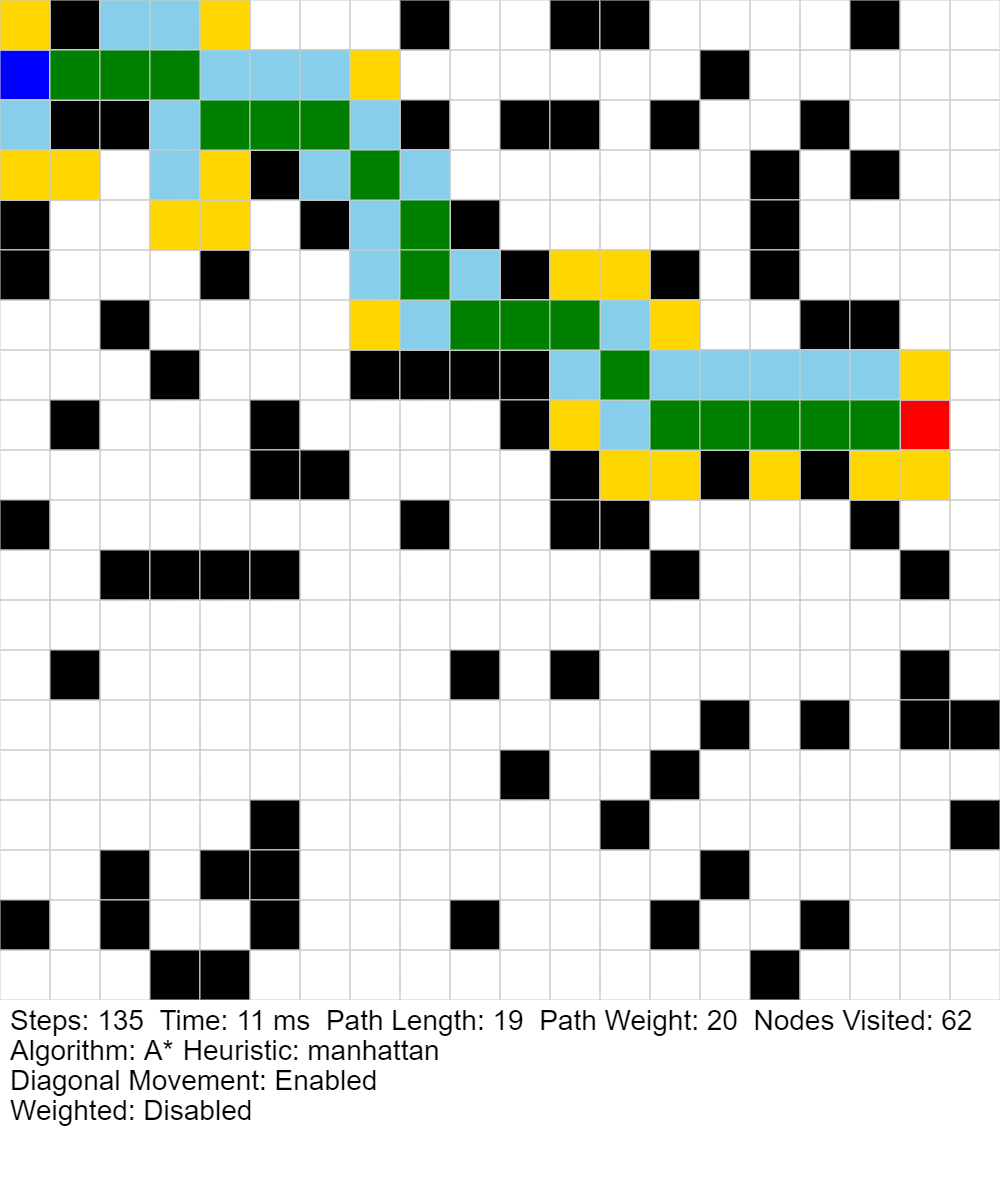 Steps: 135  Time: 11 ms  Path Length: 19  Path Weight: 20  Nodes Visited: 62
Algorithm: A* Heuristic: manhattan
Diagonal Movement: Enabled
Weighted: Disabled